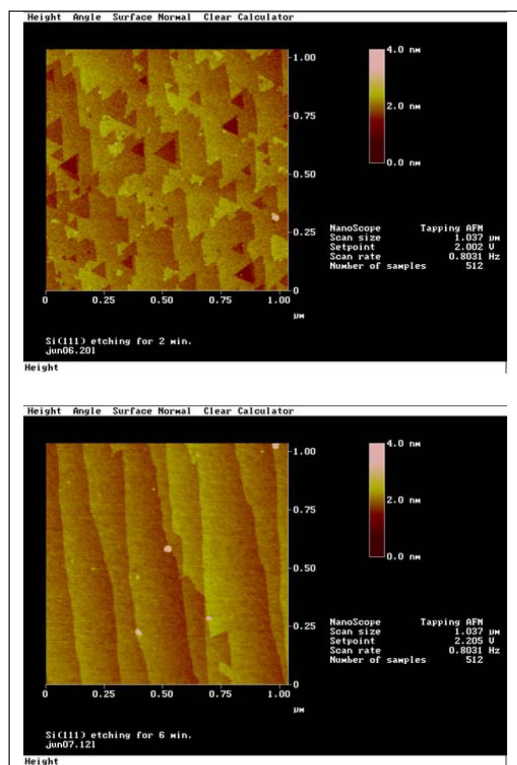 Height Angle Surface Normal Clear Calculator
4.0 nm
2.0 nm
0.0 nm
1.00
0.75
0.50
0.25
0
0 0.25 0.50 0.75 1.00
μM
NanoScope Tapping AFM
Scan size 1.037 μm
Setpoint 2.002 V
Scan rate 0.8031 Hz
Number of samples 512
Si(111) etching for 2 min.
jun06.201
Height
Height Angle Surface Normal Clear Calculator
4.0 nm
2.0 nm
0.0 nm
1.00
0.75
0.50
0.25
0
0 0.25 0.50 0.75 1.00
μM
NanoScope Tapping AFM
Scan size 1.037 μm
Setpoint 2.205 V
Scan rate 0.8031 Hz
Number of samples 512
Si(111) etching for 6 min.
jun07.121
Height